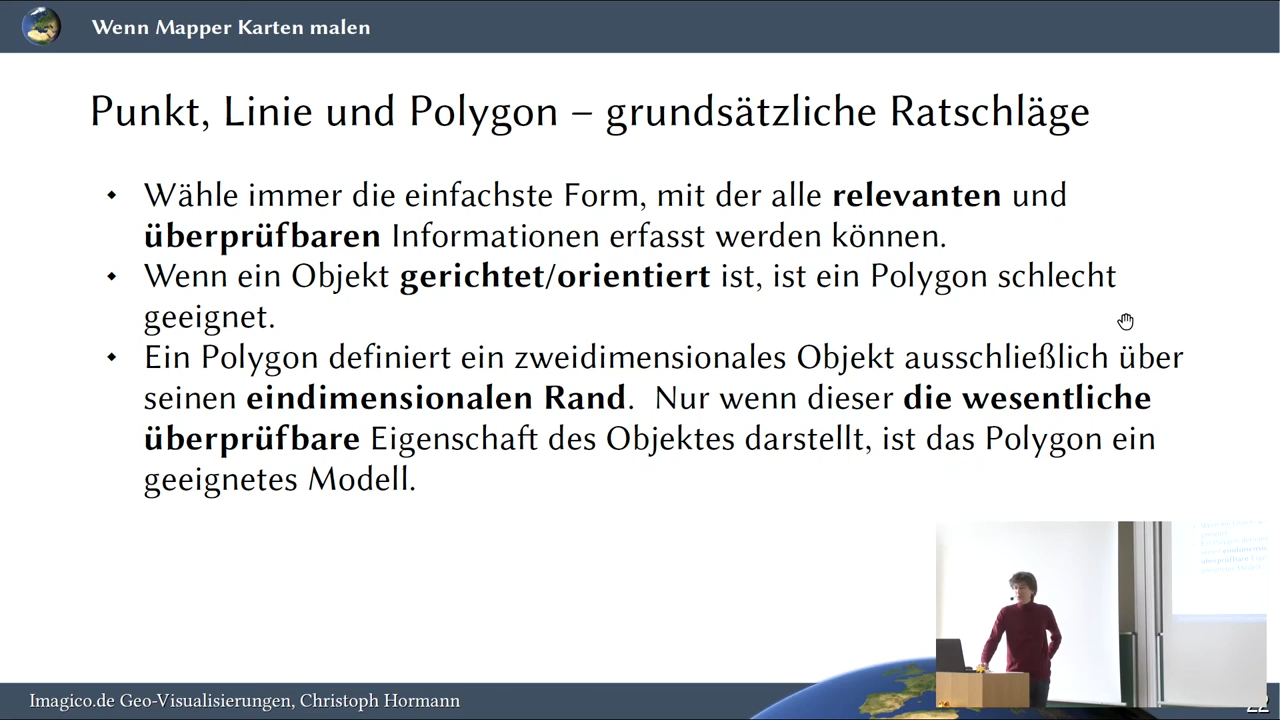 Wenn Mapper Karten malen
Punkt, Linie und Polygon – grundsätzliche Ratschläge
Wähle immer die einfachste Form, mit der alle relevanten und
überprüfbaren Informationen erfasst werden können.
Wenn ein Objekt gerichtet/orientiert ist, ist ein Polygon schlecht
geeignet.
Ein Polygon definiert ein zweidimensionales Objekt ausschließlich über
seinen eindimensionalen Rand. Nur wenn dieser die wesentliche
überprüfbare Eigenschaft des Objektes darstellt, ist das Polygon ein
geeignetes Modell.
Imagico.de Geo-Visualisierungen, Christoph Hormann